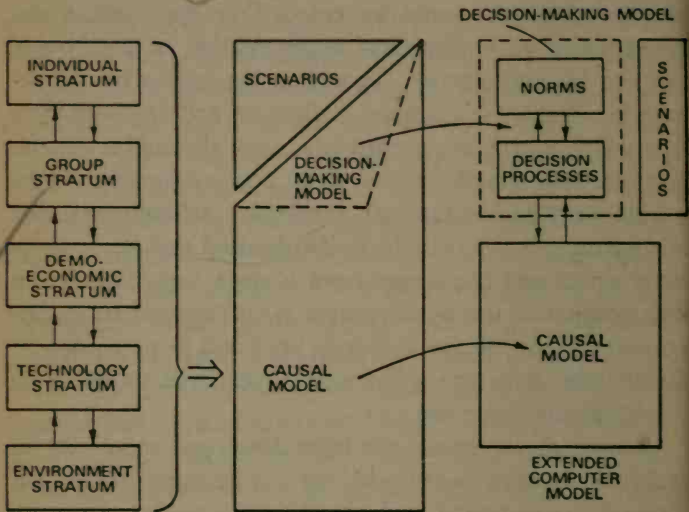 DECISION-MAKING MODEL
INDIVIDUAL
STRATUM
GROUP
STRATUM
DEMO-
ECONOMIC
STRATUM
TECHNOLOGY
STRATUM
ENVIRONMENT
STRATUM
SCENARIOS
DECISION-
MAKING
MODEL
CAUSAL
MODEL
NORMS
DECISION
PROCESSES
CAUSAL
MODEL
EXTENDED
COMPUTER
MODEL
SCENARIOS